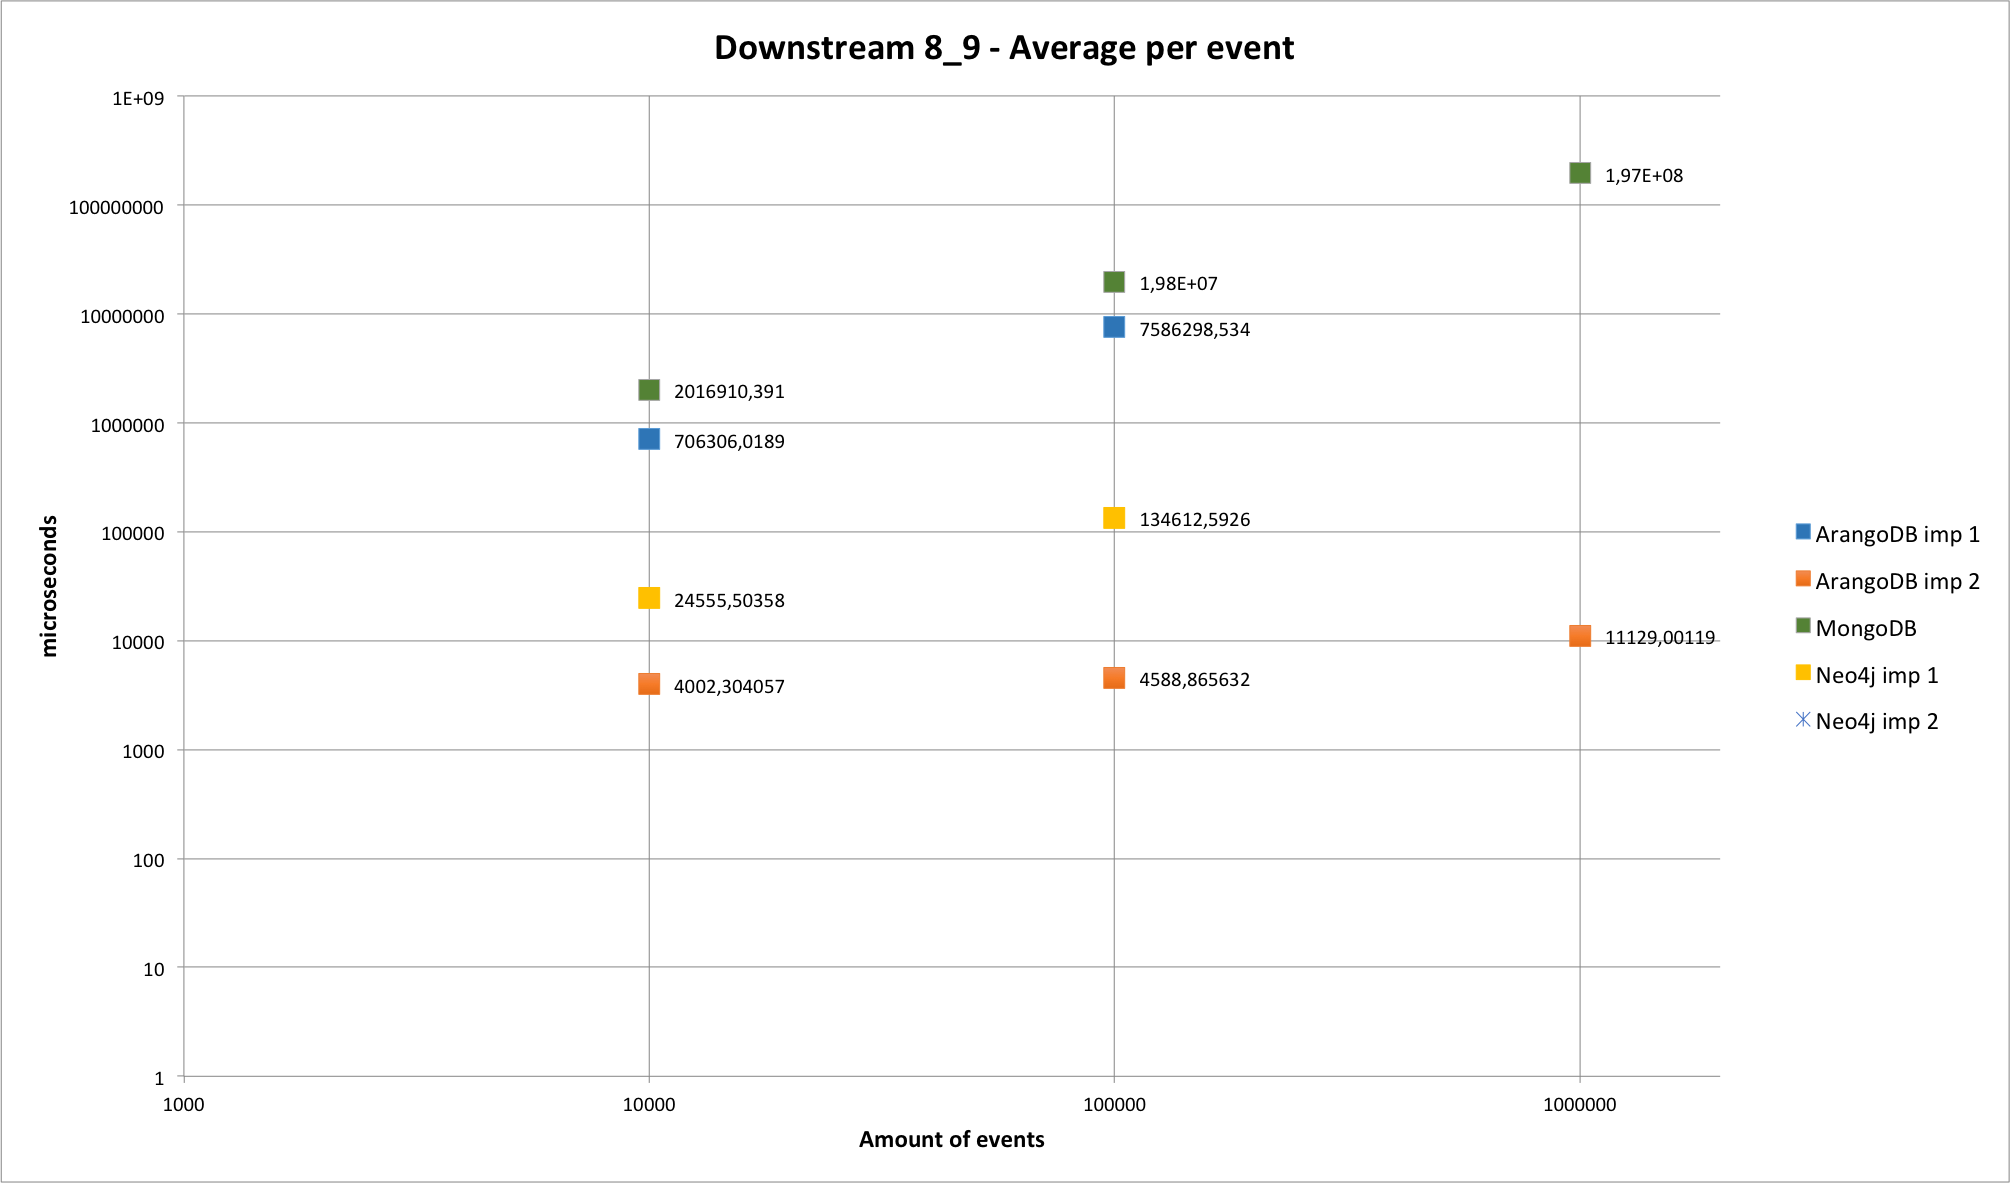 Downstream 8_9 - Average per event
1E+09
100000000
10000000
1000000
100000
10000
1000
100
10
1
microseconds
1,97E+08
1,98E+07
7586298,534
2016910,391
706306,0189
134612,5926
24555,50358
11129,00119
4588,865632
4002,304057
ArangoDB imp 1
ArangoDB imp 2
MongoDB
Neo4j imp 1
Neo4j imp 2
1000
10000
100000
1000000
Amount of events